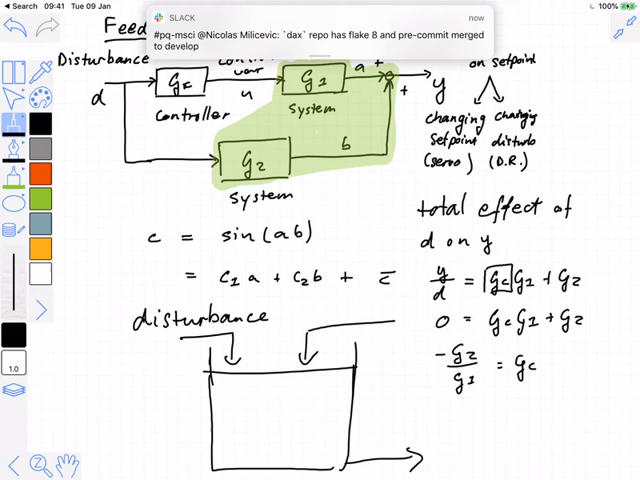 Search 09:41 Tue 09 Jan
100%
SLACK
now
#pq-msci @Nicolas Milicevic: `dax` repo has flake 8 and pre-commit merged
to develop
Feed
Disturbance
d
Gc
u
G1
a
+
+
y
Controller
system
G2
b
system
on setpoint
changing changing
setpoint disturb
(servo) (D.R.)
c = sin(ab)
= c1 a + c2 b + c̅
total effect of
d on y
y/d = Gc G1 + G2
0 = Gc G1 + G2
-G2/G1 = Gc
disturbance
1.0